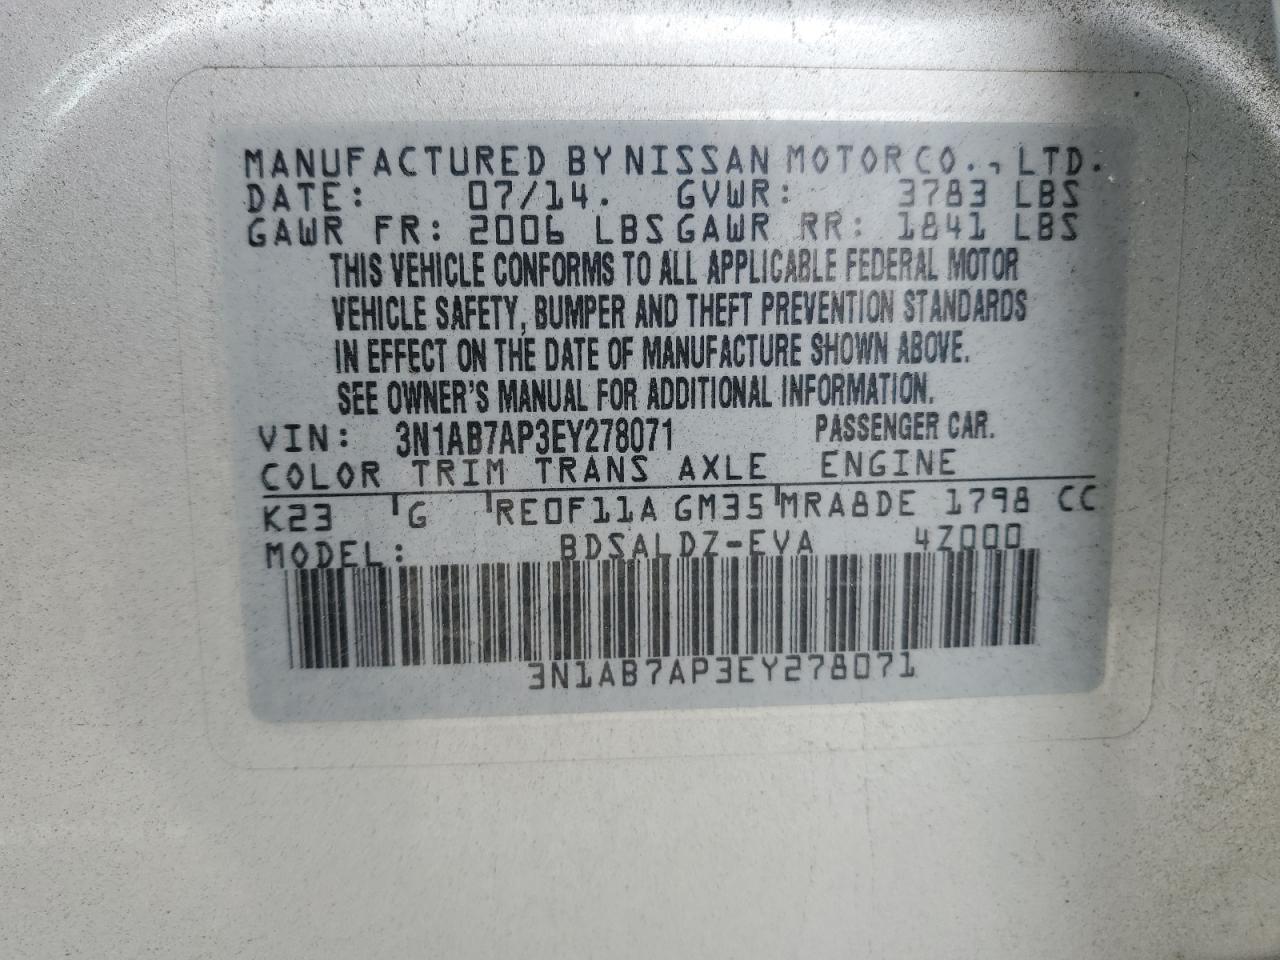 MANUFACTURED BY NISSAN MOTOR CO., LTD.
DATE: 07/14. GVWR: 3783 LBS
GAWR FR: 2006 LBS GAWR RR: 1841 LBS
THIS VEHICLE CONFORMS TO ALL APPLICABLE FEDERAL MOTOR
VEHICLE SAFETY, BUMPER AND THEFT PREVENTION STANDARDS
IN EFFECT ON THE DATE OF MANUFACTURE SHOWN ABOVE.
SEE OWNER'S MANUAL FOR ADDITIONAL INFORMATION.
VIN: 3N1AB7AP3EY278071 PASSENGER CAR.
COLOR TRIM TRANS AXLE ENGINE
K23 G RE0F11A GM35 MRA8DE 1798 CC
MODEL: BDSALDZ-EVA 4Z000
3N1AB7AP3EY278071